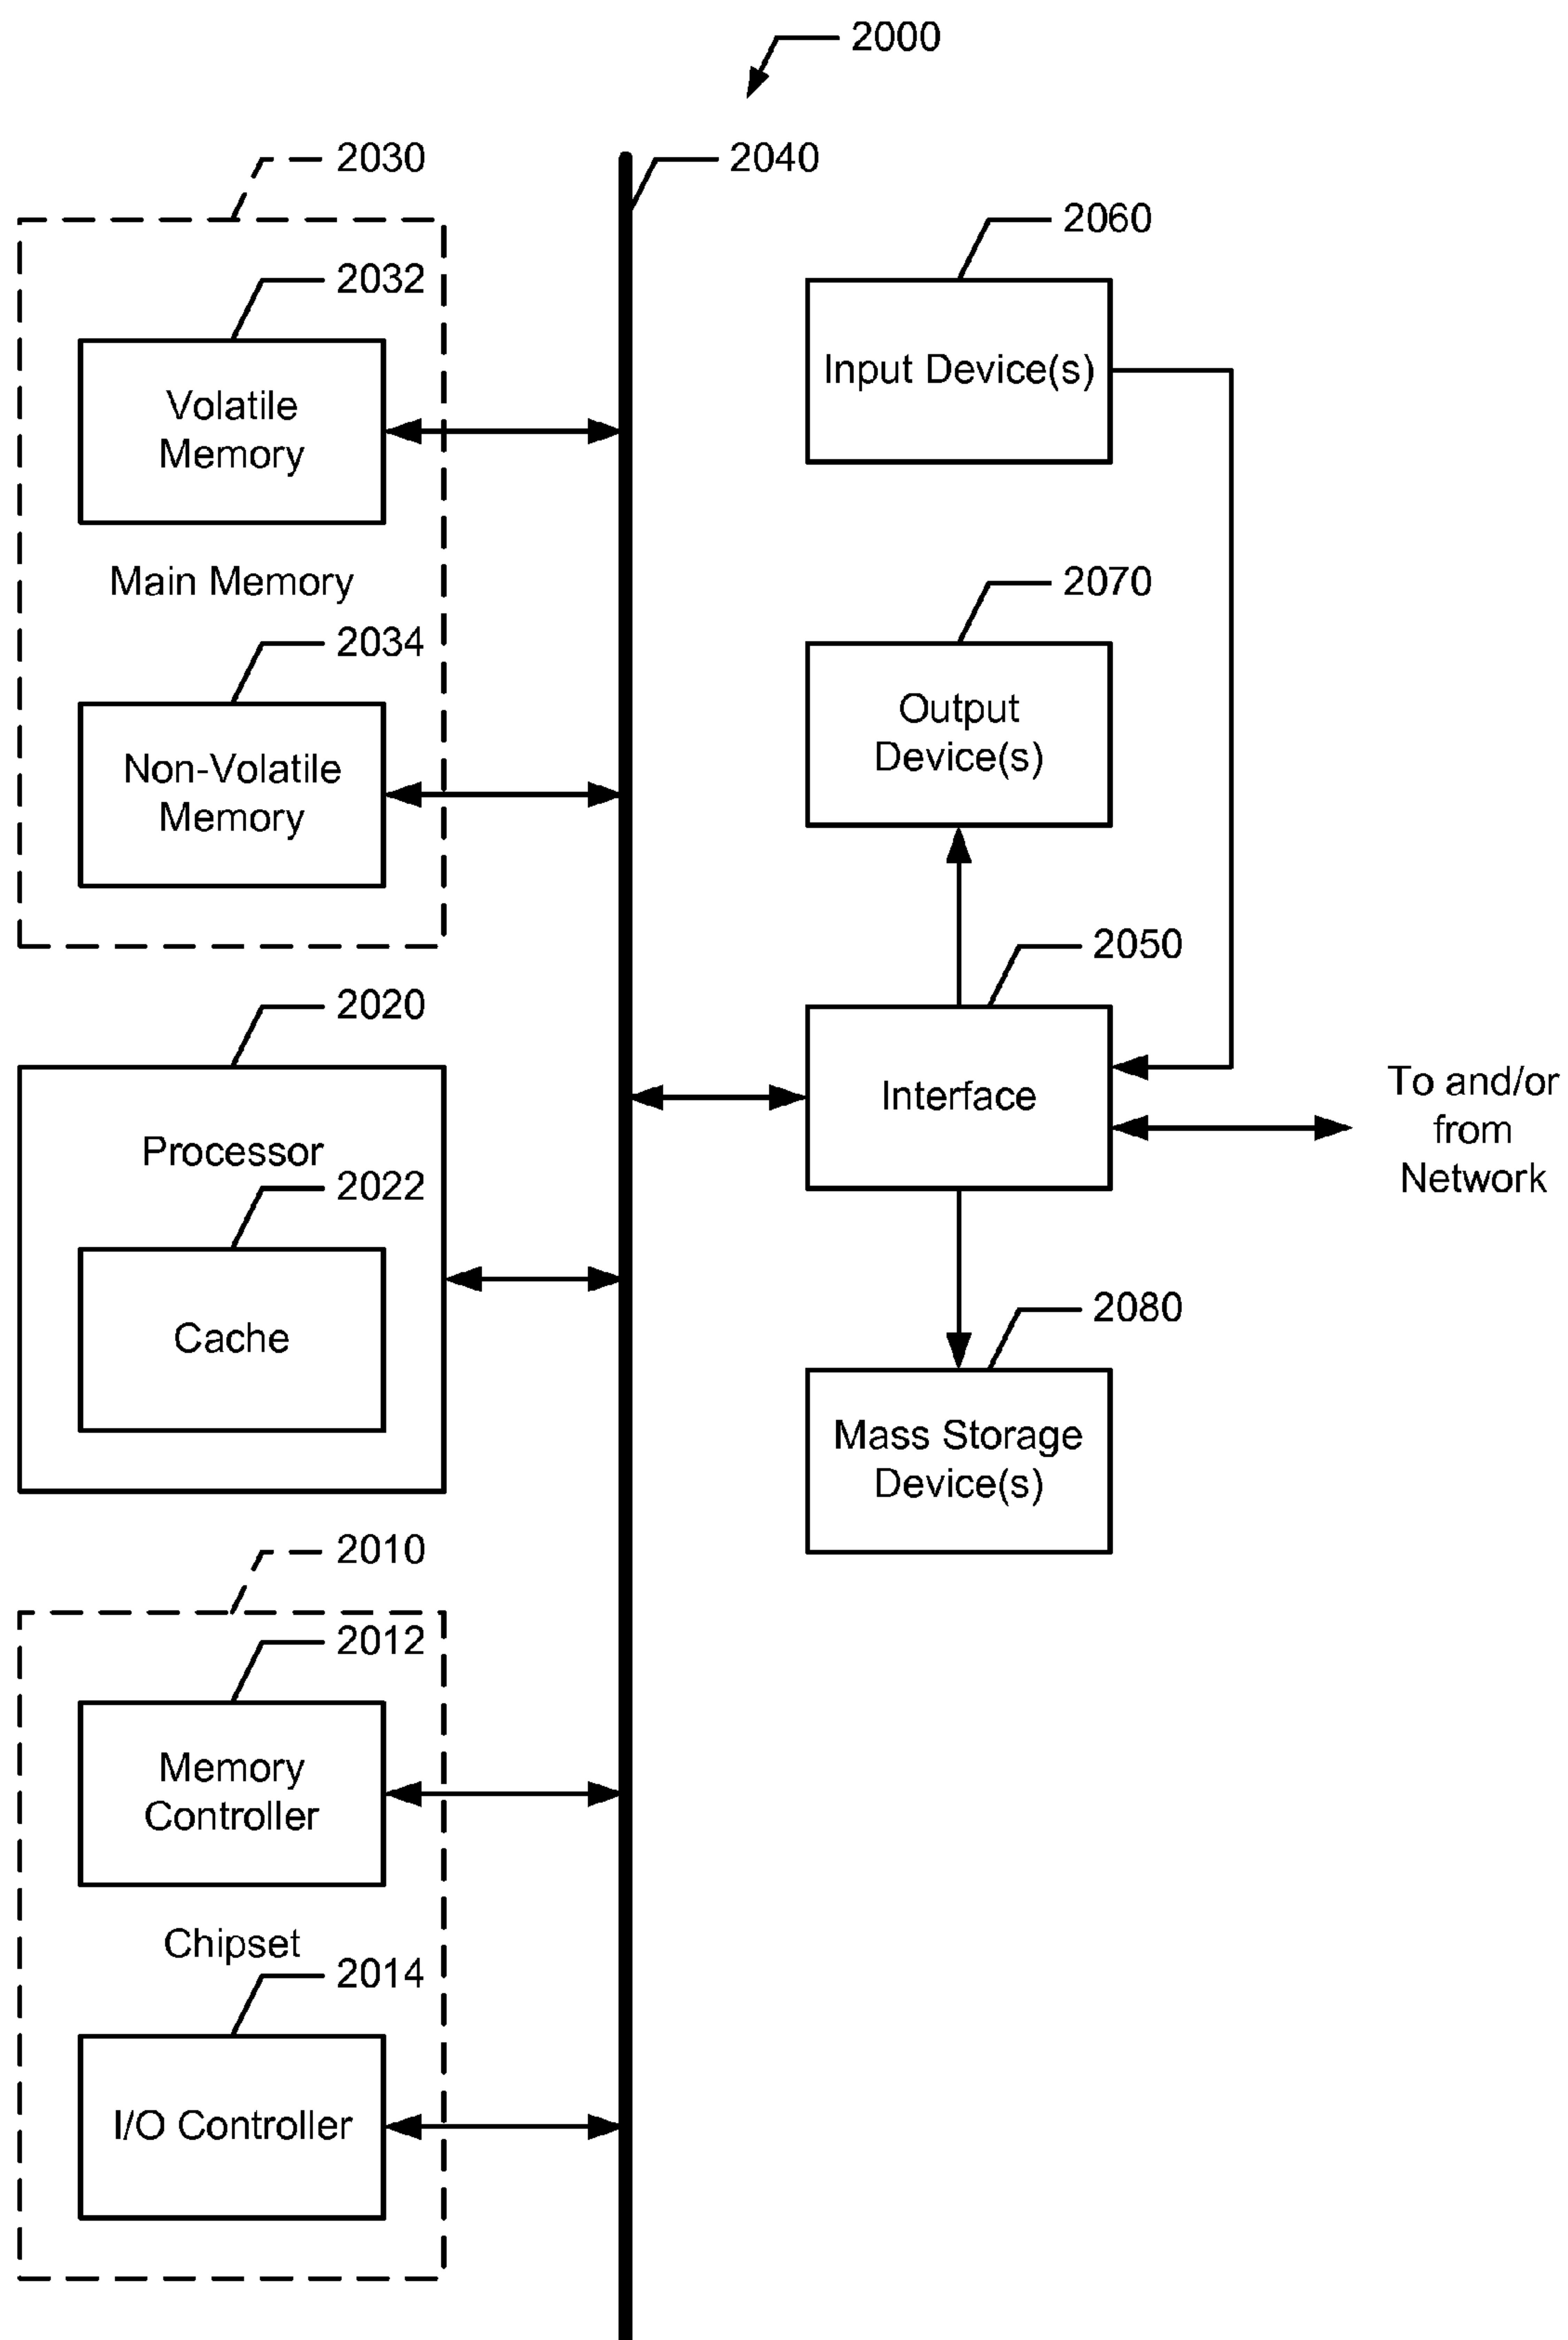 2000
2030
2040
2060
2032
Input Device(s)
Volatile
Memory
Main Memory
2070
2034
Output
Device(s)
Non-Volatile
Memory
2050
2020
Interface
To and/or
from
Network
Processor
2022
Cache
2080
Mass Storage
Device(s)
2010
2012
Memory
Controller
Chipset
2014
I/O Controller